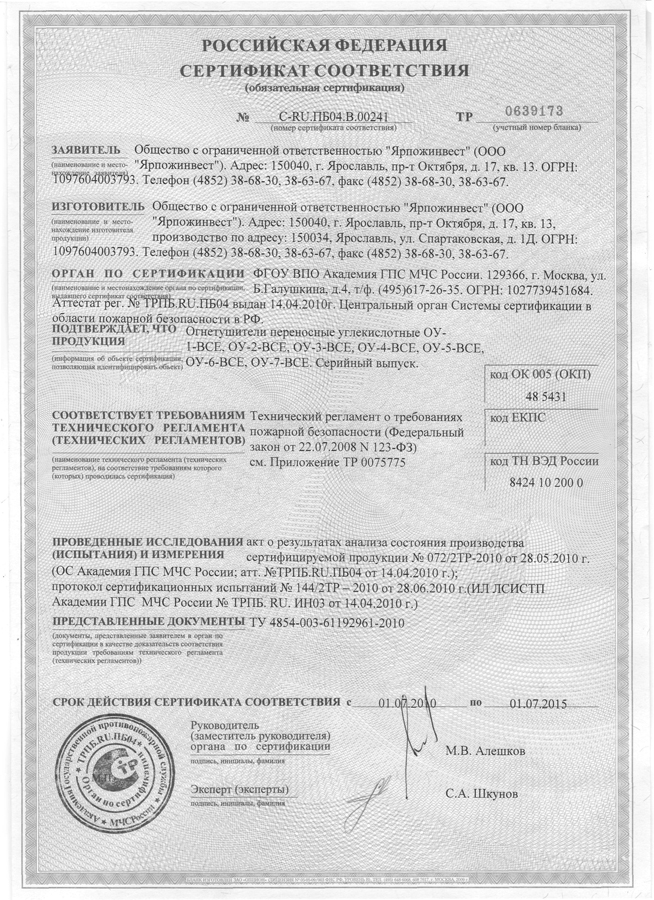 РОССИЙСКАЯ ФЕДЕРАЦИЯ
СЕРТИФИКАТ СООТВЕТСТВИЯ
(обязательная сертификация)
№ C-RU.ПБ04.В.00241 ТР 0639173
(номер сертификата соответствия) (учетный номер бланка)
ЗАЯВИТЕЛЬ Общество с ограниченной ответственностью "Ярпожинвест" (ООО
(наименование и место- "Ярпожинвест"). Адрес: 150040, г. Ярославль, пр-т Октября, д. 17, кв. 13. ОГРН:
нахождение заявителя)
1097604003793. Телефон (4852) 38-68-30, 38-63-67, факс (4852) 38-68-30, 38-63-67.
ИЗГОТОВИТЕЛЬ Общество с ограниченной ответственностью "Ярпожинвест" (ООО
(наименование и место- "Ярпожинвест"). Адрес: 150040, г. Ярославль, пр-т Октября, д. 17, кв. 13,
нахождение изготовителя
продукции) производство по адресу: 150034, Ярославль, ул. Спартаковская, д. 1Д. ОГРН:
1097604003793. Телефон (4852) 38-68-30, 38-63-67, факс (4852) 38-68-30, 38-63-67.
ОРГАН ПО СЕРТИФИКАЦИИ ФГОУ ВПО Академия ГПС МЧС России. 129366, г. Москва, ул.
(наименование и местонахождение органа по сертификации, Б.Галушкина, д.4, т/ф. (495)617-26-35. ОГРН: 1027739451684.
выдавшего сертификат соответствия)
Аттестат рег. № ТРПБ.RU.ПБ04 выдан 14.04.2010г. Центральный орган Системы сертификации в
области пожарной безопасности в РФ.
ПОДТВЕРЖДАЕТ, ЧТО
ПРОДУКЦИЯ Огнетушители переносные углекислотные ОУ-
1-ВСЕ, ОУ-2-ВСЕ, ОУ-3-ВСЕ, ОУ-4-ВСЕ, ОУ-5-ВСЕ,
(информация об объекте сертификации,
позволяющая идентифицировать объект) ОУ-6-ВСЕ, ОУ-7-ВСЕ. Серийный выпуск.
код ОК 005 (ОКП)
48 5431
СООТВЕТСТВУЕТ ТРЕБОВАНИЯМ Технический регламент о требованиях
ТЕХНИЧЕСКОГО РЕГЛАМЕНТА пожарной безопасности (Федеральный
(ТЕХНИЧЕСКИХ РЕГЛАМЕНТОВ) закон от 22.07.2008 N 123-ФЗ)
см. Приложение ТР 0075775
(наименование технического регламента (технических
регламентов), на соответствие требованиям которого
(которых) проводилась сертификация)
код ЕКПС
код ТН ВЭД России
8424 10 200 0
ПРОВЕДЕННЫЕ ИССЛЕДОВАНИЯ акт о результатах анализа состояния производства
(ИСПЫТАНИЯ) И ИЗМЕРЕНИЯ сертифицируемой продукции № 072/2ТР-2010 от 28.05.2010 г.
(ОС Академия ГПС МЧС России; атт. №ТРПБ.RU.ПБ04 от 14.04.2010 г.);
протокол сертификационных испытаний № 144/2ТР – 2010 от 28.06.2010 г.(ИЛ ЛСИСТП
Академии ГПС МЧС России № ТРПБ. RU. ИН03 от 14.04.2010 г.)
ПРЕДСТАВЛЕННЫЕ ДОКУМЕНТЫ ТУ 4854-003-61192961-2010
(документы, представленные заявителем в орган по
сертификации в качестве доказательств соответствия
продукции требованиям технического регламента
(технических регламентов))
СРОК ДЕЙСТВИЯ СЕРТИФИКАТА СООТВЕТСТВИЯ с 01.07.2010 по 01.07.2015
Руководитель
(заместитель руководителя)
органа по сертификации М.В. Алешков
подпись, инициалы, фамилия
Эксперт (эксперты) С.А. Шкунов
подпись, инициалы, фамилия
Академия Государственной противопожарной службы
МЧС России
ТРПБ.RU.ПБ04
Орган по сертификации
М.П.